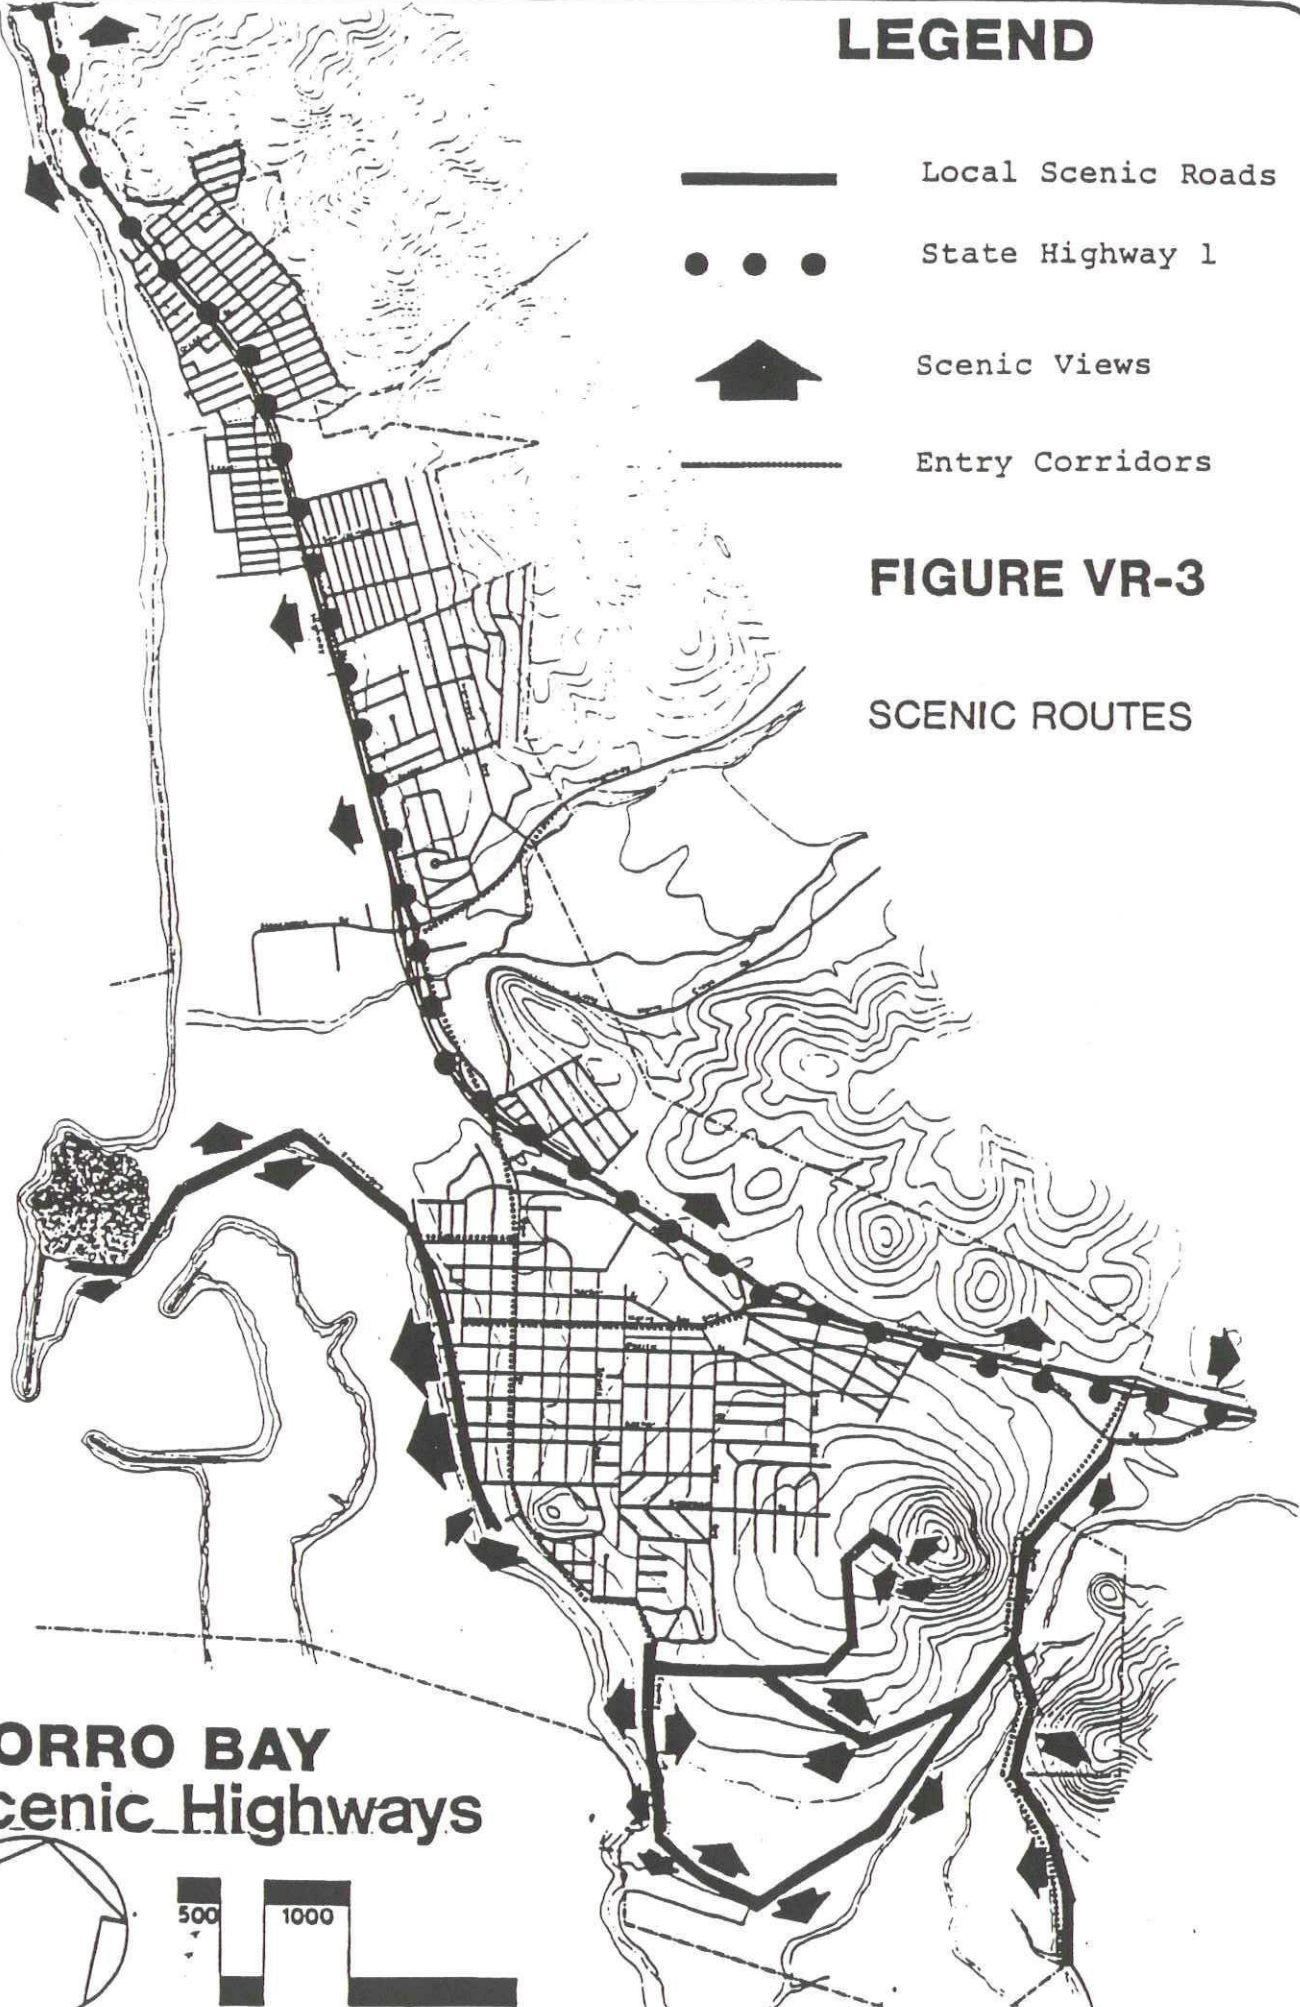 LEGEND
Local Scenic Roads
State Highway 1
Scenic Views
Entry Corridors
FIGURE VR-3
SCENIC ROUTES
ORRO BAY
cenic Highways
500
1000